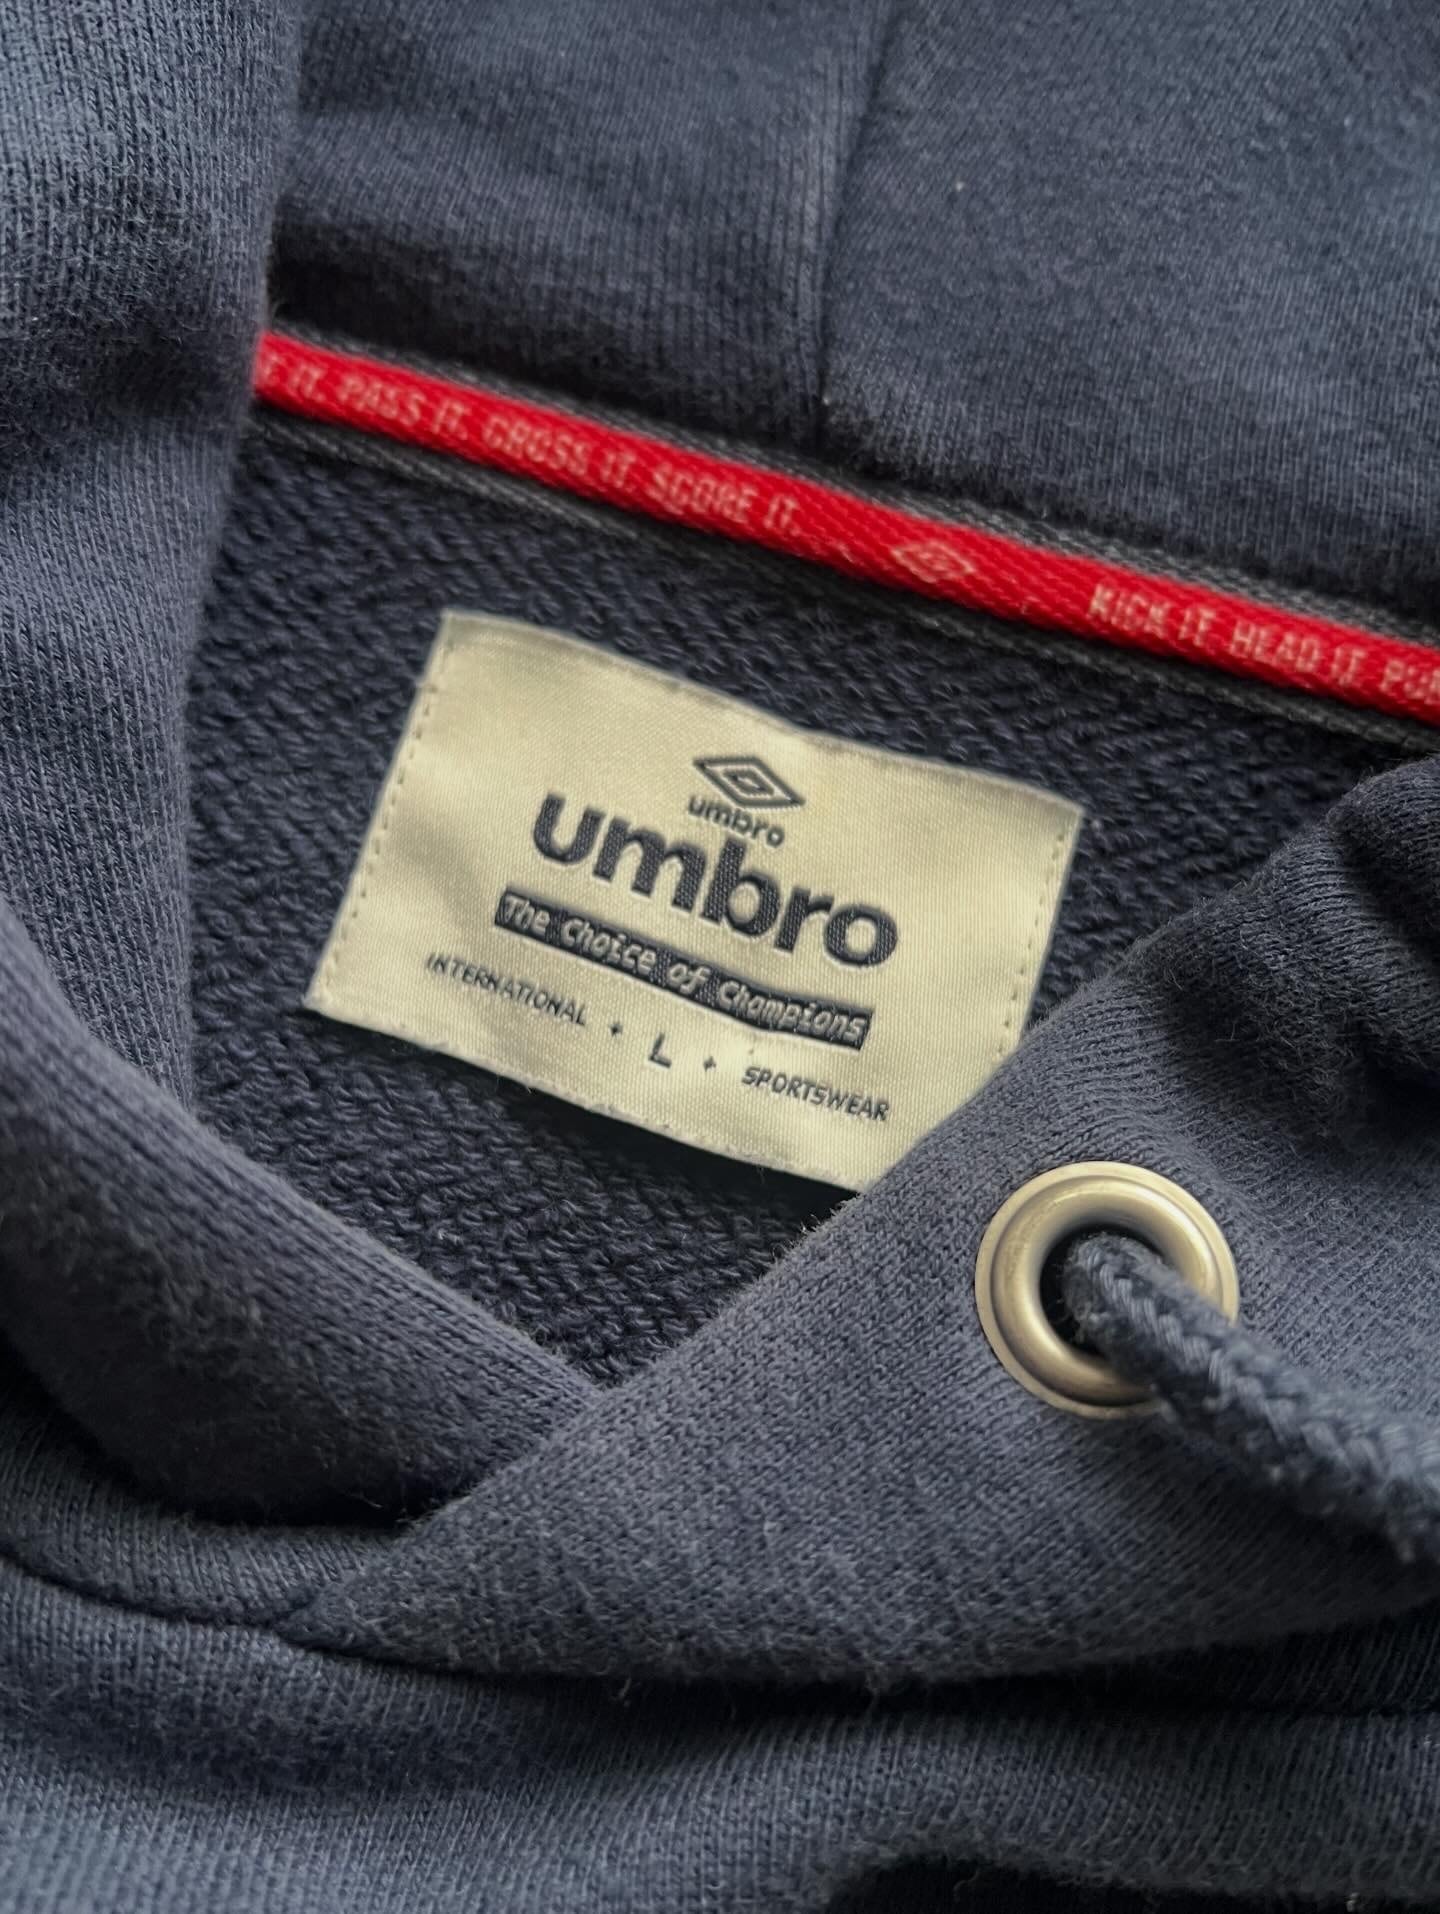 IT. PASS IT. CROSS IT. SCORE IT. KICK IT. HEAD IT.
umbro
umbro
The Choice of Champions
INTERNATIONAL + L + SPORTSWEAR